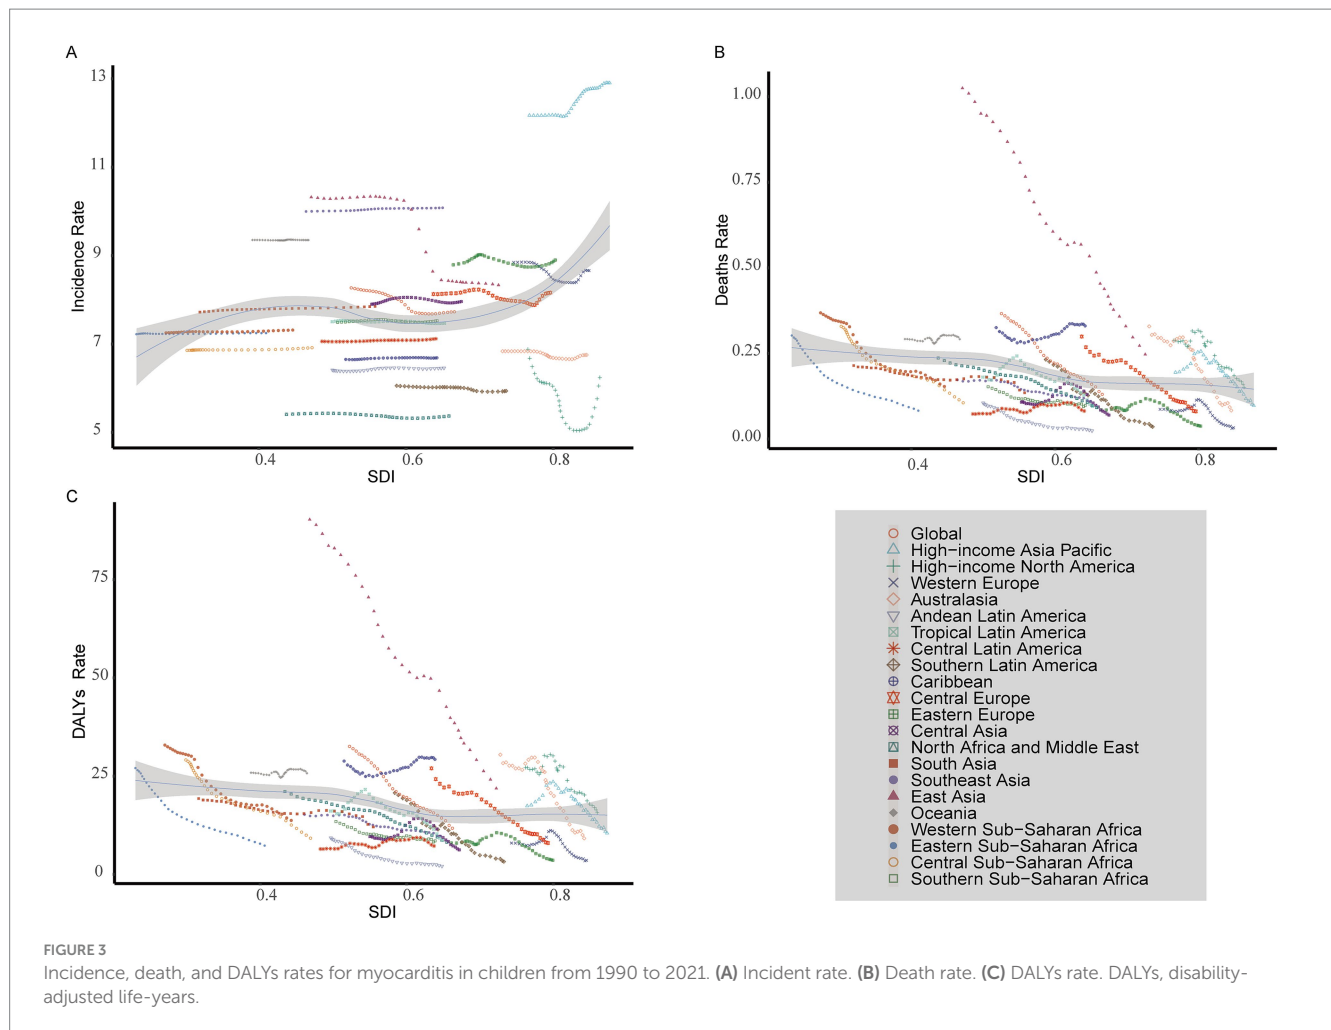 A
13
11
9
7
5
Incidence Rate
0.4
0.6
0.8
SDI
B
1.00
0.75
0.50
0.25
0.00
Deaths Rate
0.4
0.6
0.8
SDI
C
75
50
25
0
DALYs Rate
0.4
0.6
0.8
SDI
Global
High-income Asia Pacific
High-income North America
Western Europe
Australasia
Andean Latin America
Tropical Latin America
Central Latin America
Southern Latin America
Caribbean
Central Europe
Eastern Europe
Central Asia
North Africa and Middle East
South Asia
Southeast Asia
East Asia
Oceania
Western Sub-Saharan Africa
Eastern Sub-Saharan Africa
Central Sub-Saharan Africa
Southern Sub-Saharan Africa
FIGURE 3
Incidence, death, and DALYs rates for myocarditis in children from 1990 to 2021. (A) Incident rate. (B) Death rate. (C) DALYs rate. DALYs, disability-
adjusted life-years.